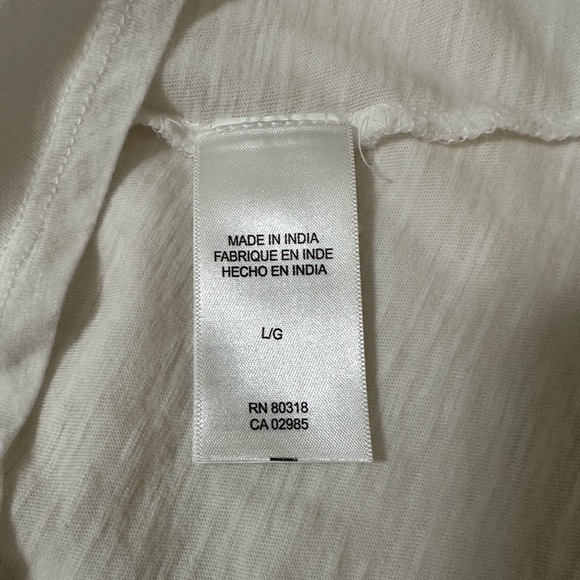 MADE IN INDIA
FABRIQUE EN INDE
HECHO EN INDIA
L/G
RN 80318
CA 02985